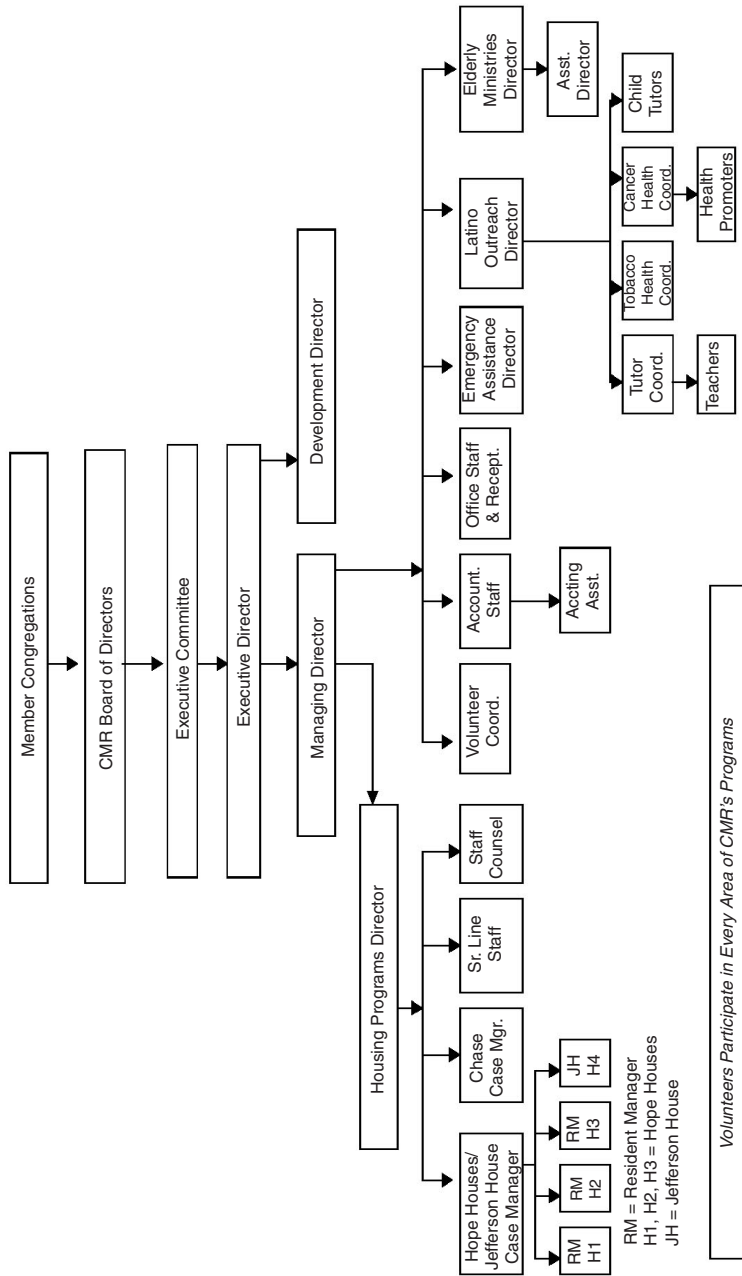 Member Congregations
CMR Board of Directors
Executive Committee
Executive Director
Managing Director
Development Director
Housing Programs Director
Hope Houses/
Jefferson House
Case Manager
Chase
Case Mgr.
Sr. Line
Staff
Staff
Counsel
Volunteer
Coord.
Account.
Staff
Office Staff
& Recept.
Emergency
Assistance
Director
Latino
Outreach
Director
Elderly
Ministries
Director
RM
H1
RM
H2
RM
H3
JH
H4
Accting
Asst.
Asst.
Director
Tutor
Coord.
Tobacco
Health
Coord.
Cancer
Health
Coord.
Child
Tutors
Teachers
Health
Promoters
RM = Resident Manager
H1, H2, H3 = Hope Houses
JH = Jefferson House
Volunteers Participate in Every Area of CMR's Programs